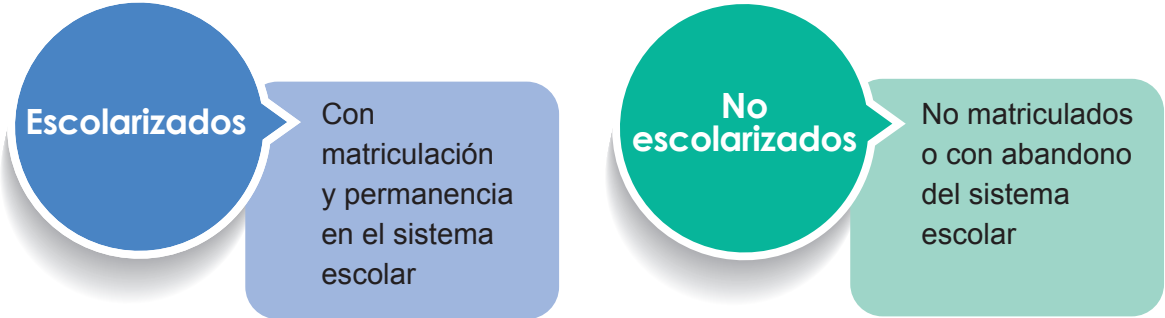 Escolarizados
Con
matriculación
y permanencia
en el sistema
escolar
No
escolarizados
No matriculados
o con abandono
del sistema
escolar